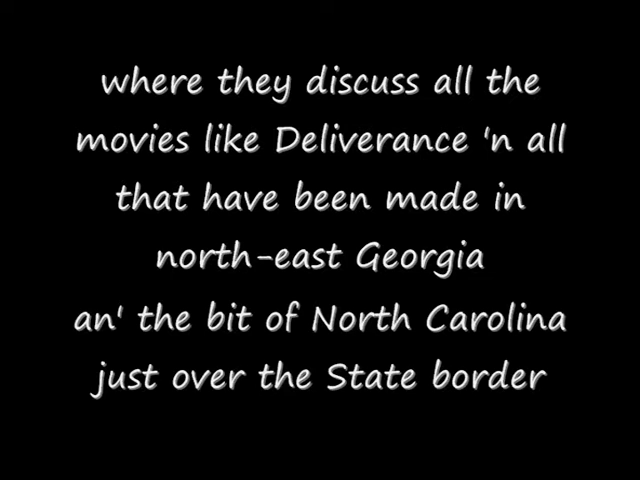 where they discuss all the
movies like Deliverance 'n all
that have been made in
north-east Georgia
an' the bit of North Carolina
just over the State border